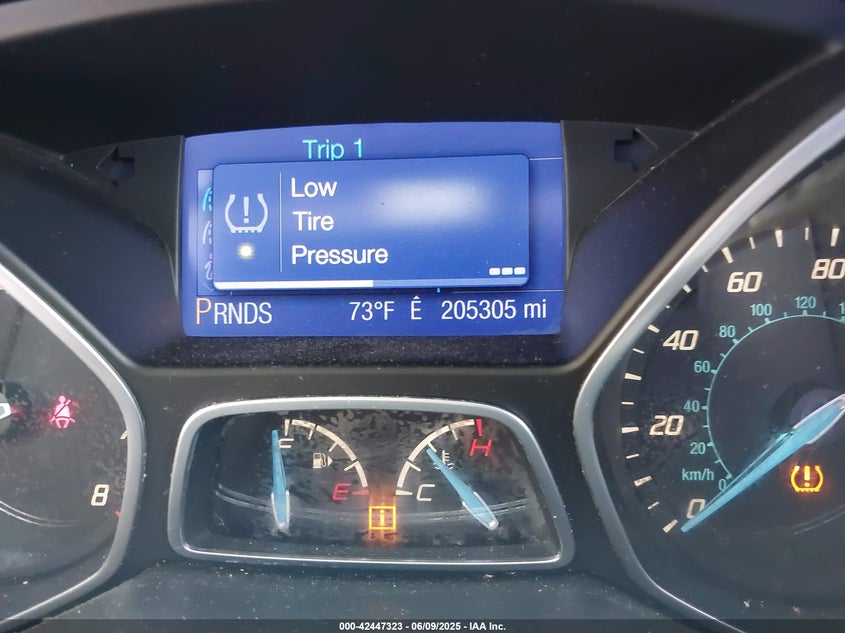 Trip 1
Low
Tire
Pressure
PRNDS 73°F Ê 205305 mi
8
F E
C H
0 20 40 60 80
km/h 0 20 40 60 80 100 120
000-42447323 - 06/09/2025 - IAA Inc.